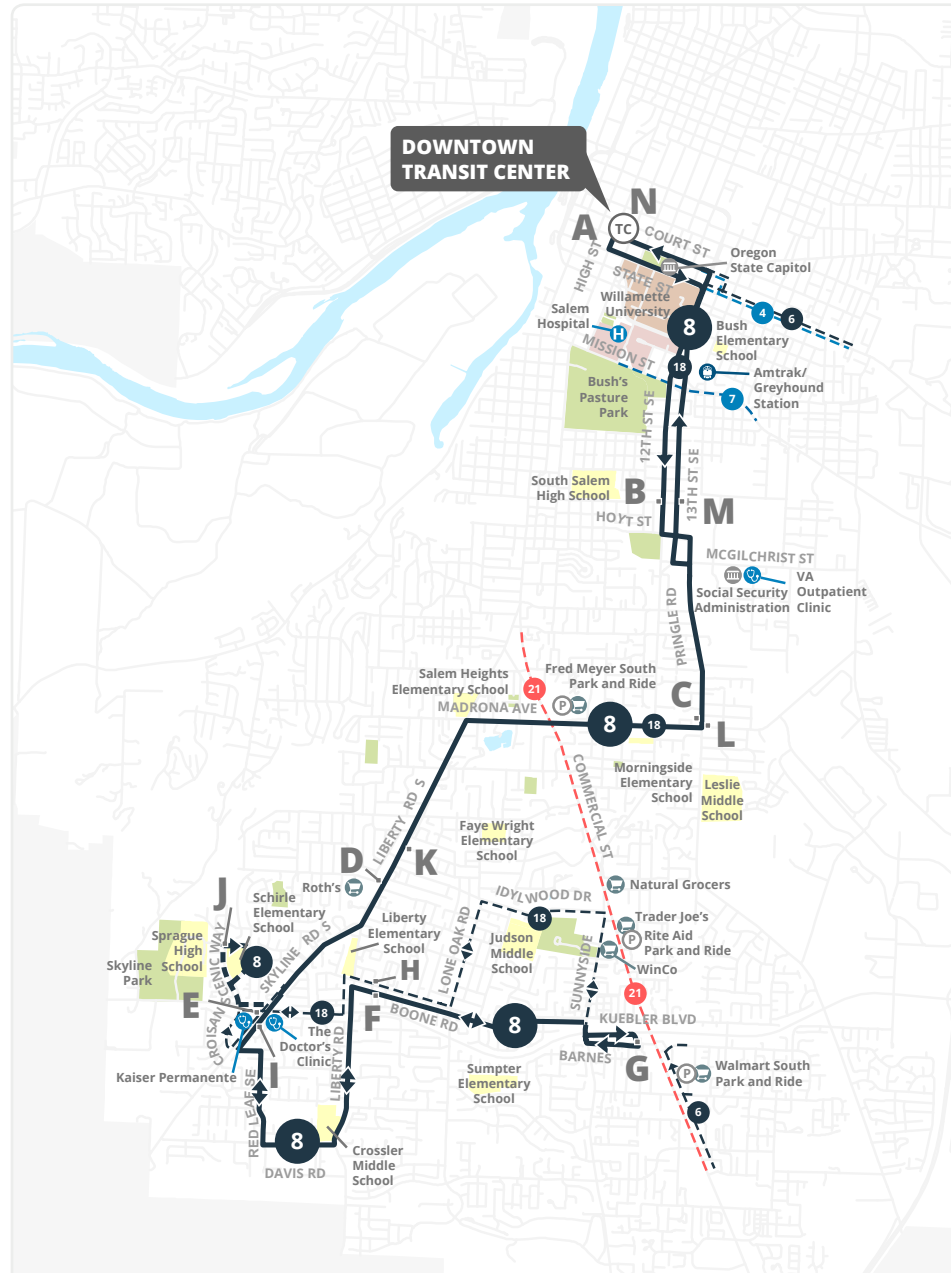 DOWNTOWN
TRANSIT CENTER
N
A
TC
COURT ST
Oregon
State Capitol
HIGH ST
STATE ST
Willamette
University
4
6
Salem
Hospital
H
8
Bush
Elementary
School
MISSION ST
18
Amtrak/
Greyhound
Station
Bush's
Pasture
Park
7
12TH ST SE
13TH ST SE
South Salem
High School
B
M
HOYT ST
MCGILCHRIST ST
Social Security
Administration
VA
Outpatient
Clinic
PRINGLE RD
Salem Heights
Elementary School
21
Fred Meyer South
Park and Ride
P
MADRONA AVE
8
18
C
L
COMMERCIAL ST
Morningside
Elementary
School
Leslie
Middle
School
LIBERTY RD S
Faye Wright
Elementary
School
D
K
Roth's
Natural Grocers
J
Schirle
Elementary
School
Liberty
Elementary
School
IDYLWOOD DR
18
Trader Joe's
P
Rite Aid
Park and Ride
WinCo
Sprague
High
School
Skyline
Park
8
SKYLINE RD S
LONE OAK RD
Judson
Middle
School
SUNNYSIDE
H
21
CROISAN SCENIC WAY
E
18
F
BOONE RD
8
KUEBLER BLVD
The
Doctor's
Clinic
LIBERTY RD
BARNES
G
Kaiser Permanente
I
Sumpter
Elementary
School
P
Walmart South
Park and Ride
RED LEAF SE
6
8
Crossler
Middle
School
DAVIS RD